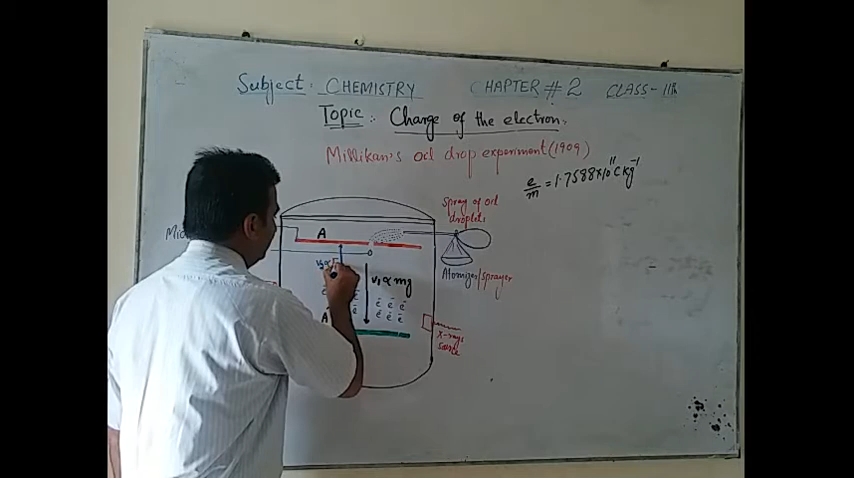 Subject: CHEMISTRY CHAPTER # 2 CLASS-11th
Topic: Charge of the electron.
Millikan's oil drop experiment (1909)
e/m = 1.7588×10¹¹ C kg⁻¹
Spray of oil
droplets
A
Atomizer/sprayer
v₁ ∝ mg
ē ē ē
ē ē ē
A
X-rays
source